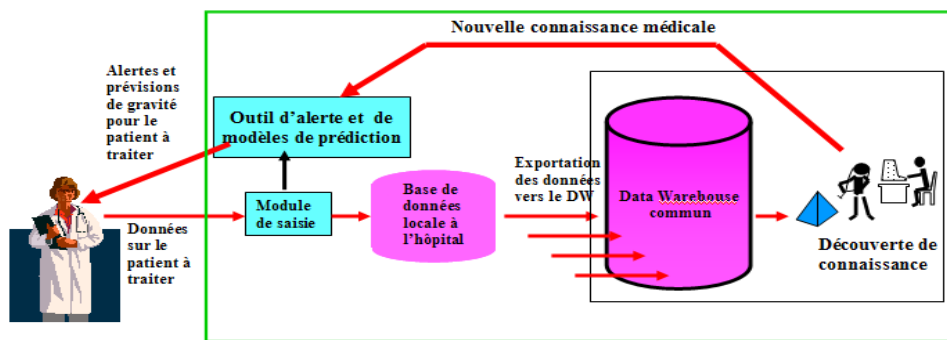 Nouvelle connaissance médicale
Alertes et
prévisions
de gravité
pour le
patient à
traiter
Outil d'alerte et de
modèles de prédiction
Module
de saisie
Base de
données
locale à
l'hôpital
Exportation
des données
vers le DW
Data Warehouse
commun
Données
sur le
patient à
traiter
Découverte de
connaissance